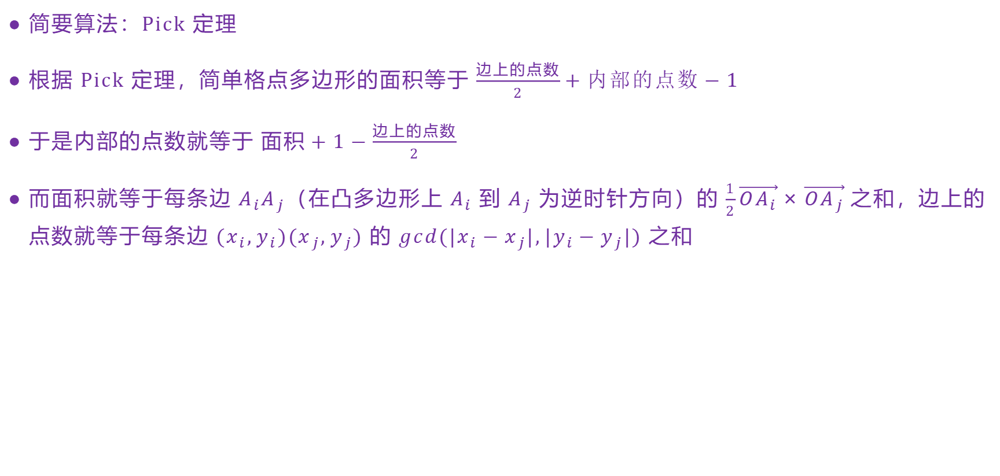 • 简要算法：Pick 定理
• 根据 Pick 定理，简单格点多边形的面积等于 \frac{边上的点数}{2} + 内部的点数 − 1
• 于是内部的点数就等于 面积 + 1 − \frac{边上的点数}{2}
• 而面积就等于每条边 A_i A_j（在凸多边形上 A_i 到 A_j 为逆时针方向）的 \frac{1}{2} \overrightarrow{OA_i} × \overrightarrow{OA_j} 之和，边上的
点数就等于每条边 (x_i, y_i)(x_j, y_j) 的 gcd(|x_i − x_j|, |y_i − y_j|) 之和